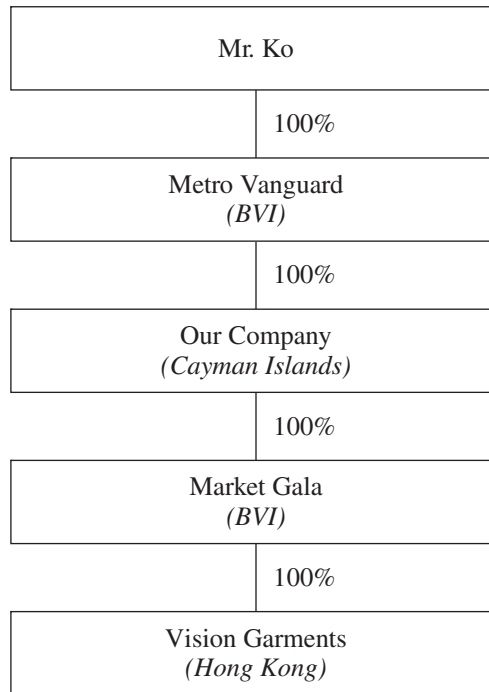 Mr. Ko
100%
Metro Vanguard
(BVI)
100%
Our Company
(Cayman Islands)
100%
Market Gala
(BVI)
100%
Vision Garments
(Hong Kong)